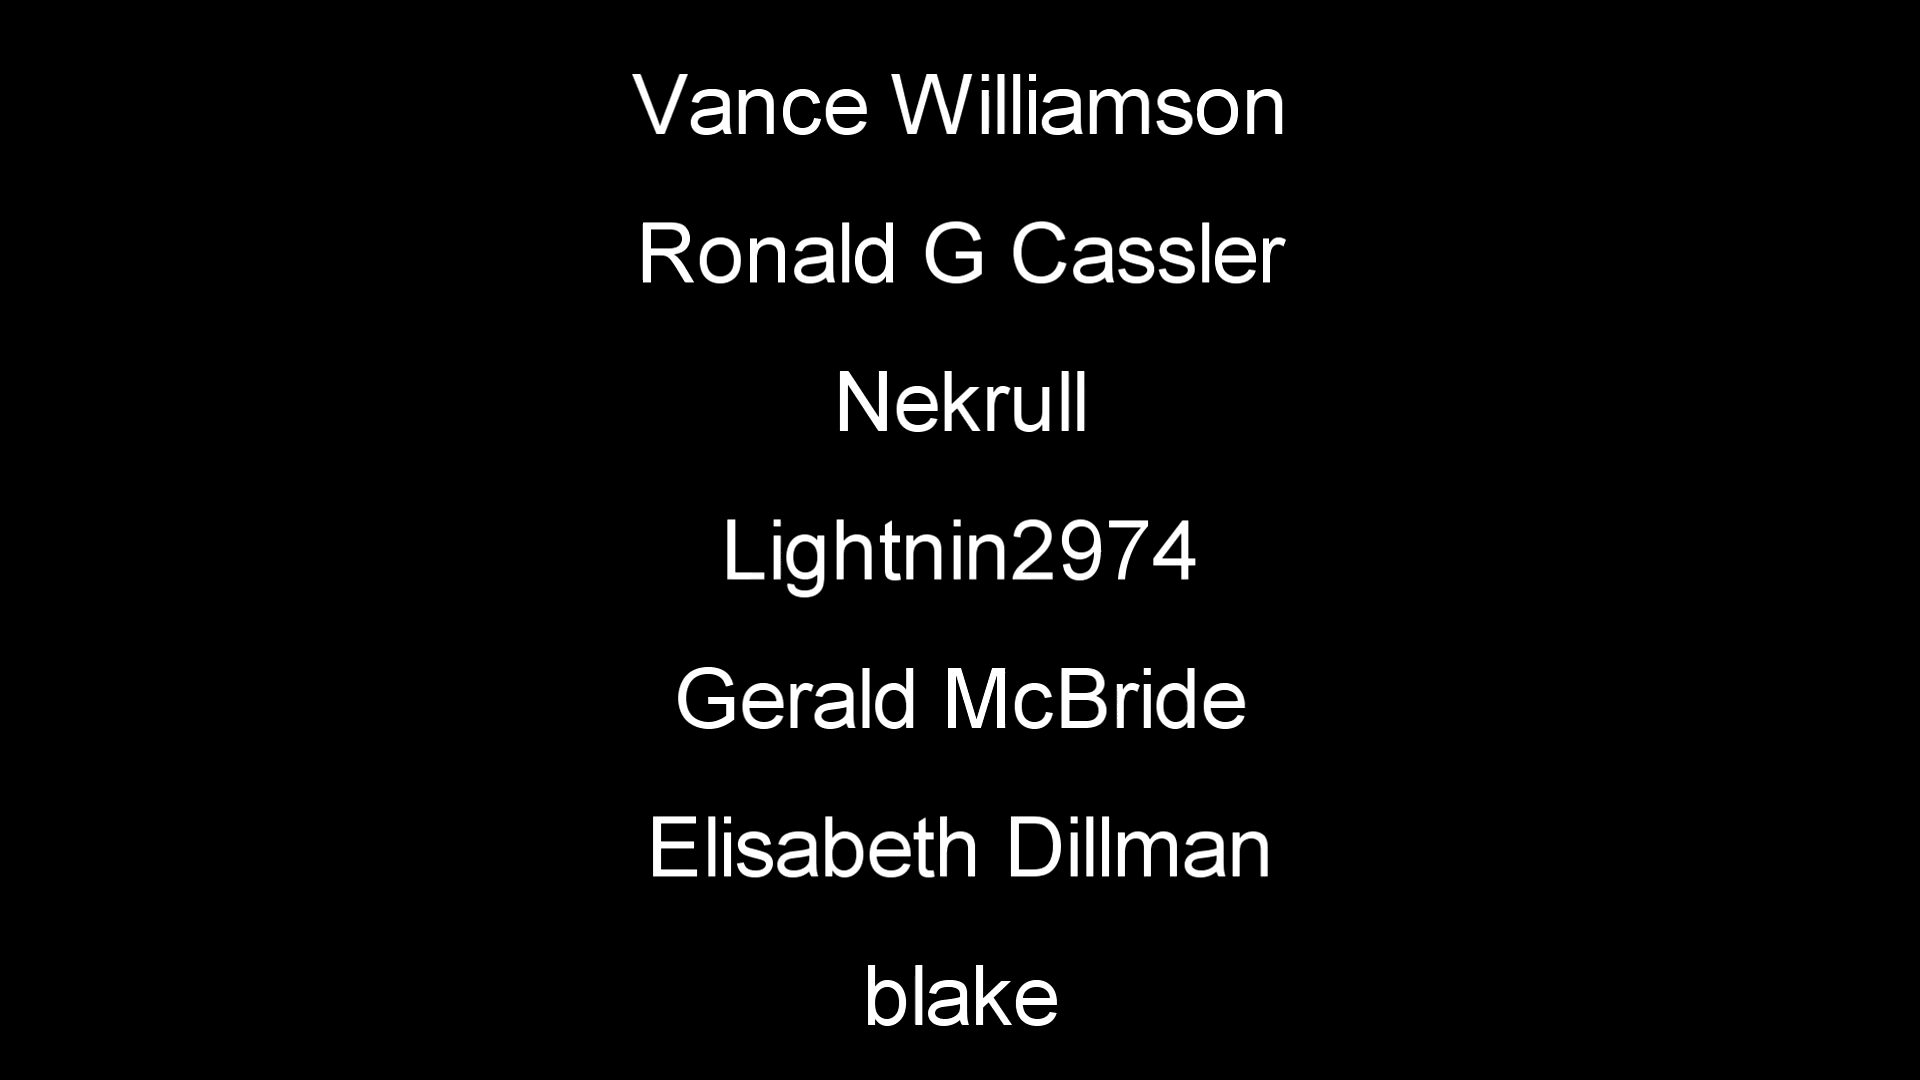 Vance Williamson
Ronald G Cassler
Nekrull
Lightnin2974
Gerald McBride
Elisabeth Dillman
blake